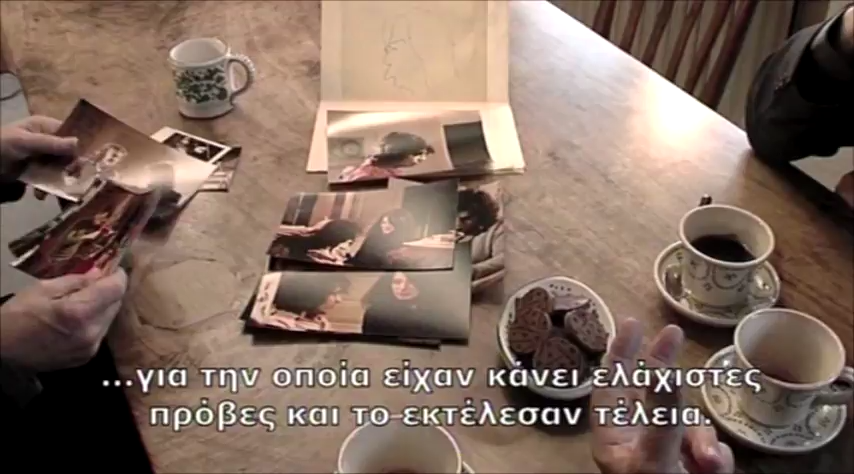 ...για την οποία είχαν κάνει ελάχιστες
πρόβες και το εκτέλεσαν τέλεια.